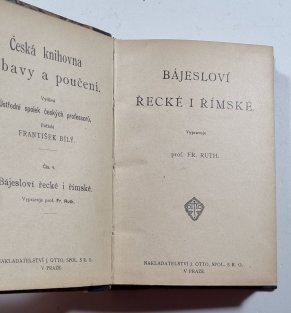 Česká knihovna
bavy a poučení.
Vydává
Ústřední spolek českých professorů.
Pořádá
FRANTIŠEK BÍLÝ.
Čís. 4.
Bájesloví řecké i římské.
Vypravuje prof. Fr. Ruth.
NAKLADATELSTVÍ J. OTTO, SPOL. S R. O.
V PRAZE
BÁJESLOVÍ
ŘECKÉ I ŘÍMSKÉ.
Vypravuje
prof. FR. RUTH.
NAKLADATELSTVÍ J. OTTO, SPOL. S R. O.
V PRAZE